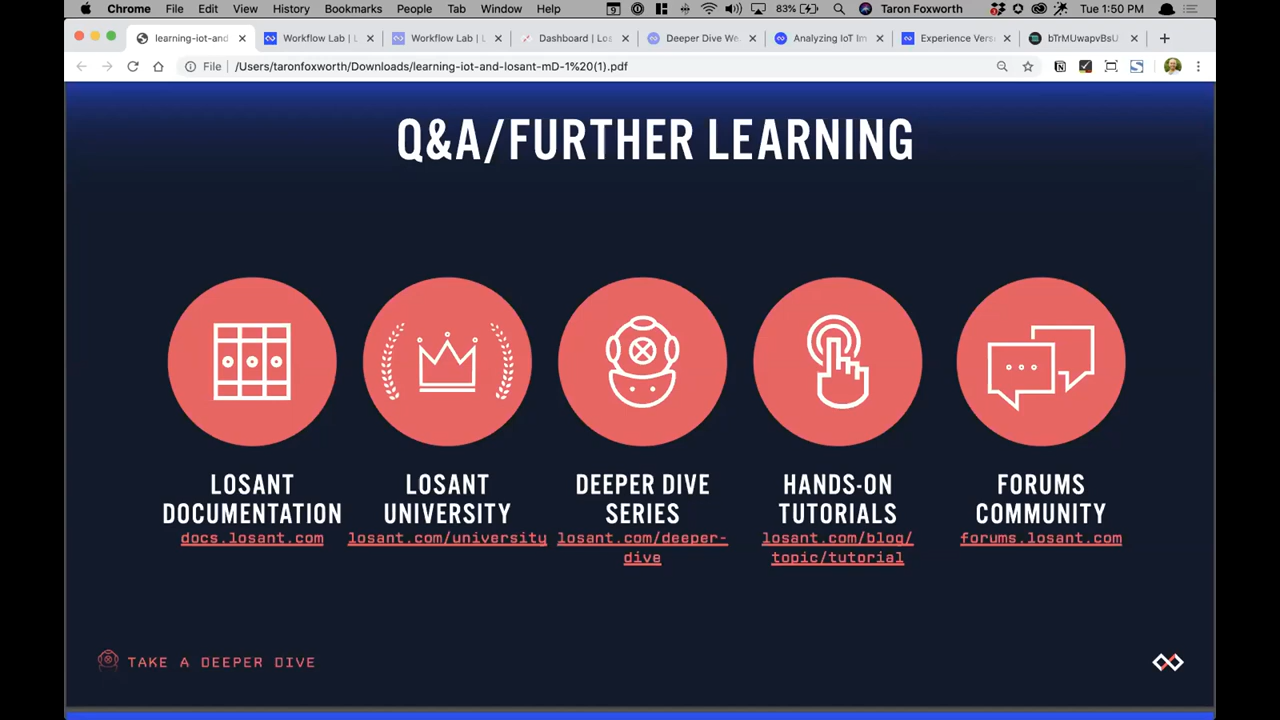 Chrome File Edit View History Bookmarks People Tab Window Help 9 83% Taron Foxworth Tue 1:50 PM
learning-iot-and Workflow Lab | L Workflow Lab | L Dashboard | Los Deeper Dive We Analyzing IoT Im Experience Vers bTrMUwapvBsU
File /Users/taronfoxworth/Downloads/learning-iot-and-losant-mD-1%20(1).pdf
Q&A/FURTHER LEARNING
LOSANT
DOCUMENTATION
docs.losant.com
LOSANT
UNIVERSITY
losant.com/university
DEEPER DIVE
SERIES
losant.com/deeper-
dive
HANDS-ON
TUTORIALS
losant.com/blog/
topic/tutorial
FORUMS
COMMUNITY
forums.losant.com
TAKE A DEEPER DIVE